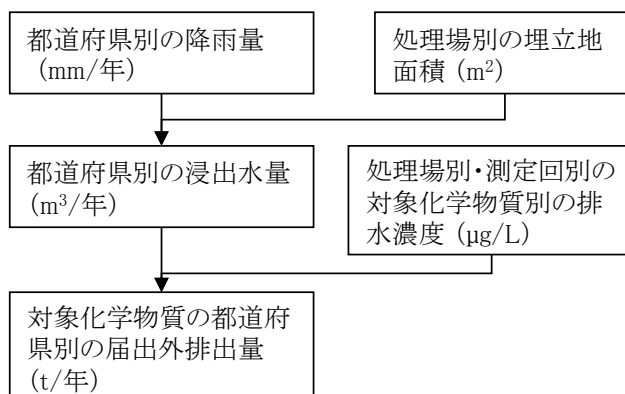 都道府県別の降雨量
（mm/年）
処理場別の埋立地
面積（m²）
都道府県別の浸出水量
（m³/年）
処理場別・測定回別の
対象化学物質別の排
水濃度（µg/L）
対象化学物質の都道府
県別の届出外排出量
（t/年）